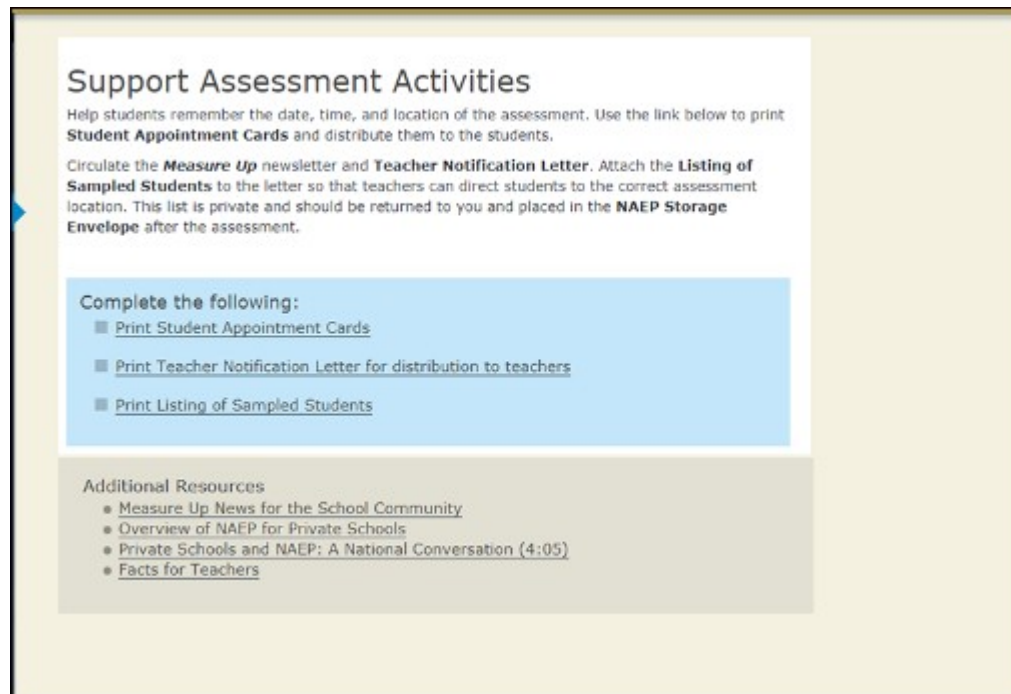 Support Assessment Activities
Help students remember the date, time, and location of the assessment. Use the link below to print
Student Appointment Cards and distribute them to the students.
Circulate the Measure Up newsletter and Teacher Notification Letter. Attach the Listing of
Sampled Students to the letter so that teachers can direct students to the correct assessment
location. This list is private and should be returned to you and placed in the NAEP Storage
Envelope after the assessment.
Complete the following:
Print Student Appointment Cards
Print Teacher Notification Letter for distribution to teachers
Print Listing of Sampled Students
Additional Resources
Measure Up News for the School Community
Overview of NAEP for Private Schools
Private Schools and NAEP: A National Conversation (4:05)
Facts for Teachers